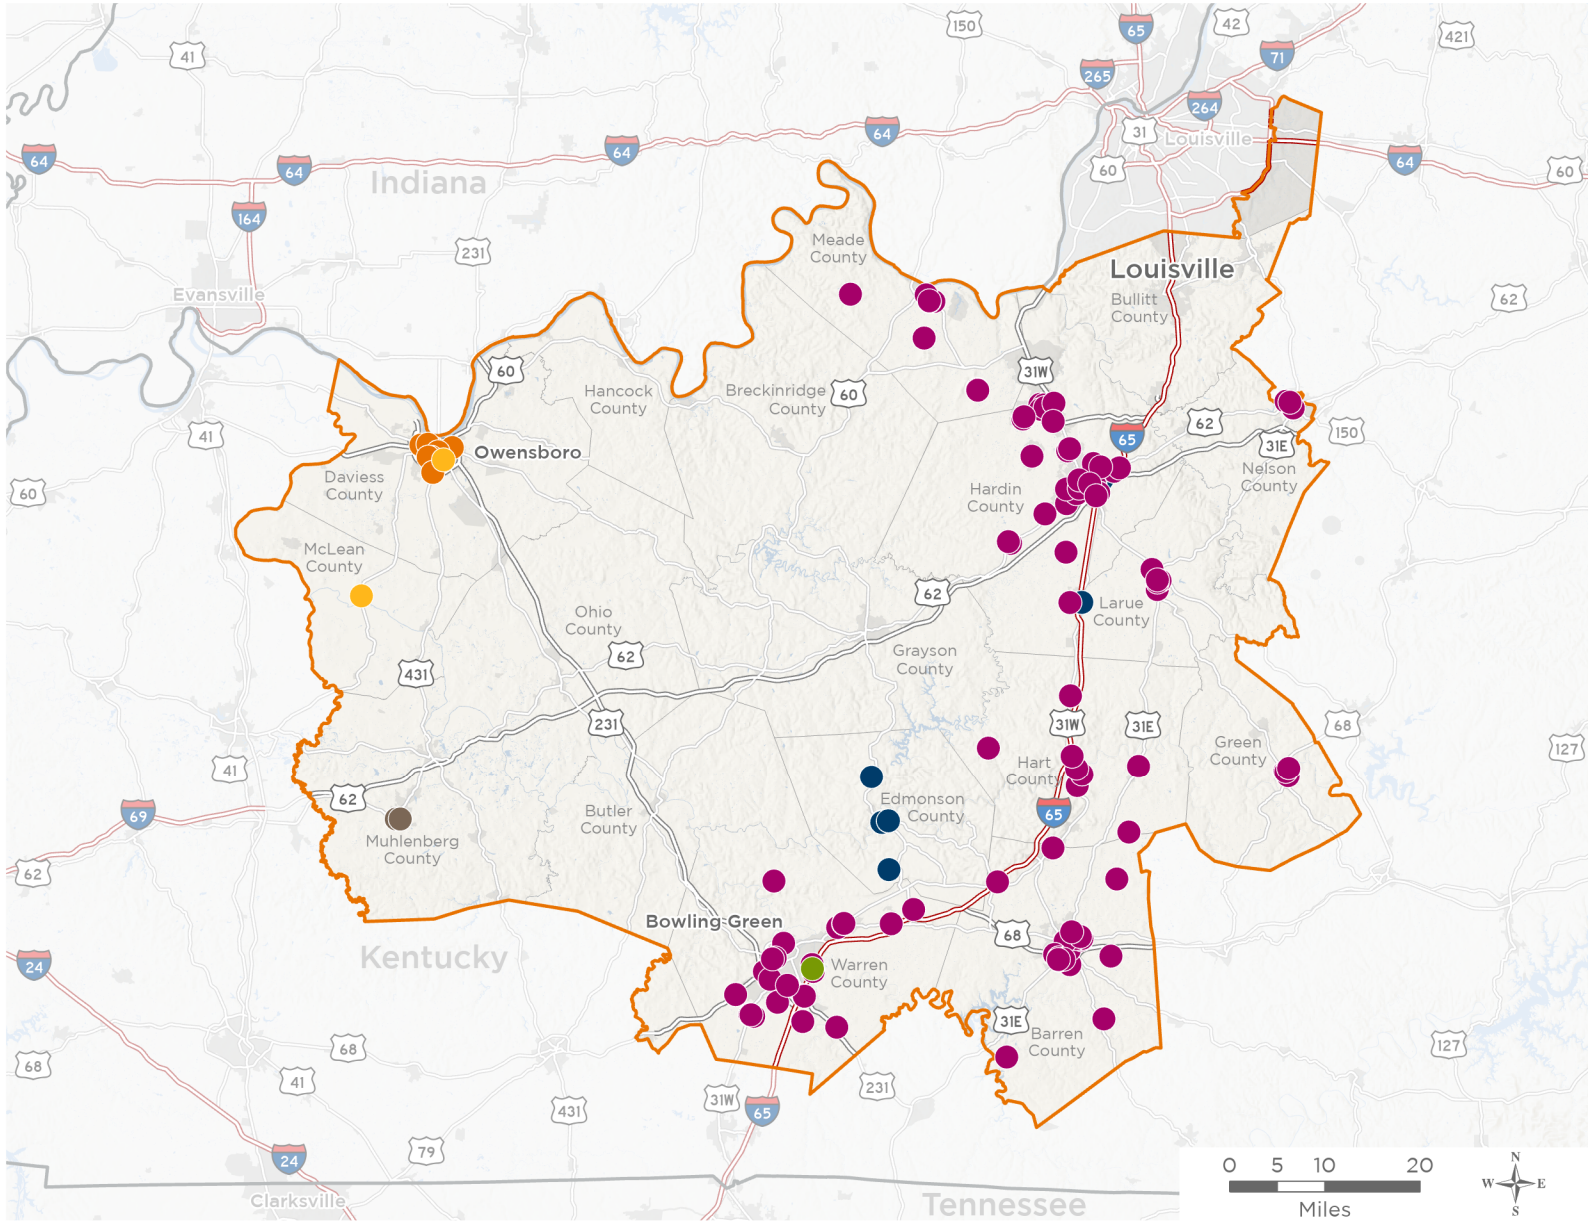 150
65
42
421
41
71
265
264
31
Louisville
64
64
64
64
64
60
60
Indiana
164
231
Meade
County
Louisville
Evansville
Bullitt
County
62
60
31W
Hancock
County
Breckinridge
County
60
41
62
150
65
31E
Owensboro
Nelson
County
Daviess
County
60
Hardin
County
McLean
County
62
Ohio
County
Larue
County
62
Grayson
County
431
231
31W
31E
68
127
Green
County
41
Hart
County
62
Edmonson
County
69
65
Butler
County
Muhlenberg
County
62
Bowling Green
68
Kentucky
24
Warren
County
31E
Barren
County
68
127
68
41
231
31W
65
431
79
24
Clarksville
Tennessee
0 5 10 20
Miles
N
W E
S